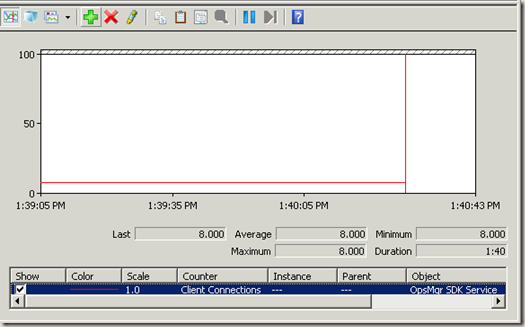 100
50
0
1:39:05 PM 1:39:35 PM 1:40:05 PM 1:40:43 PM
Last 8.000 Average 8.000 Minimum 8.000
Maximum 8.000 Duration 1:40
Show Color Scale Counter Instance Parent Object
1.0 Client Connections --- --- OpsMgr SDK Service